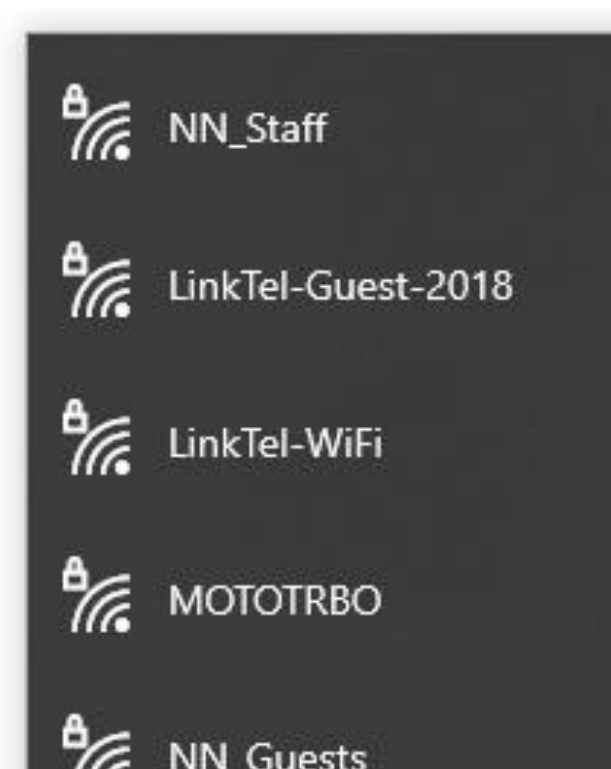 NN_Staff
LinkTel-Guest-2018
LinkTel-WiFi
MOTOTRBO
NN_Guests